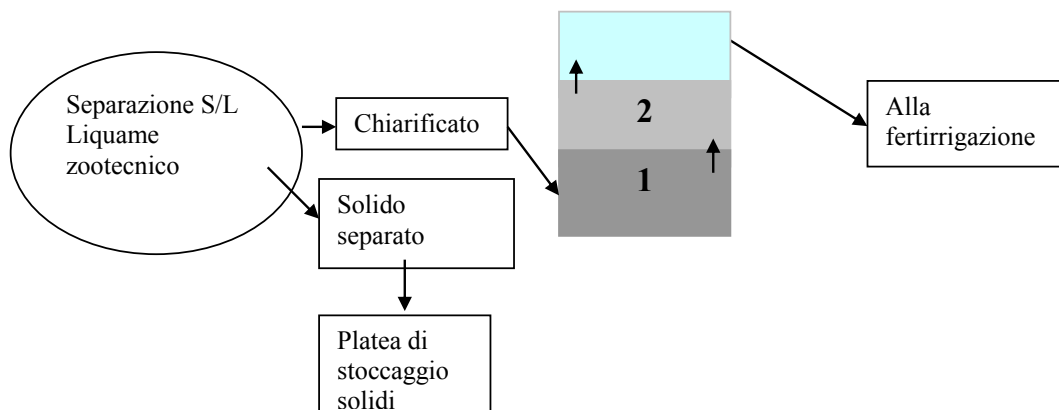 Separazione S/L
Liquame
zootecnico
Chiarificato
Solido
separato
Platea di
stoccaggio
solidi
2
1
Alla
fertirrigazione